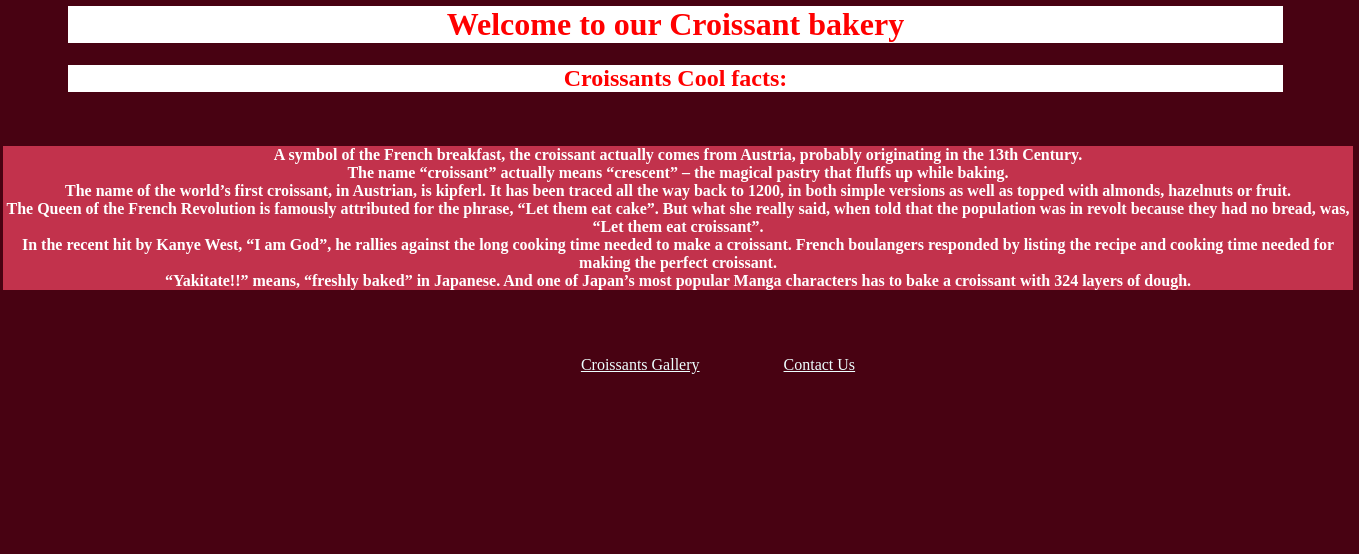 Welcome to our Croissant bakery
Croissants Cool facts:
A symbol of the French breakfast, the croissant actually comes from Austria, probably originating in the 13th Century.
The name “croissant” actually means “crescent” – the magical pastry that fluffs up while baking.
The name of the world’s first croissant, in Austrian, is kipferl. It has been traced all the way back to 1200, in both simple versions as well as topped with almonds, hazelnuts or fruit.
The Queen of the French Revolution is famously attributed for the phrase, “Let them eat cake”. But what she really said, when told that the population was in revolt because they had no bread, was,
“Let them eat croissant”.
In the recent hit by Kanye West, “I am God”, he rallies against the long cooking time needed to make a croissant. French boulangers responded by listing the recipe and cooking time needed for
making the perfect croissant.
“Yakitate!!” means, “freshly baked” in Japanese. And one of Japan’s most popular Manga characters has to bake a croissant with 324 layers of dough.
Croissants Gallery Contact Us